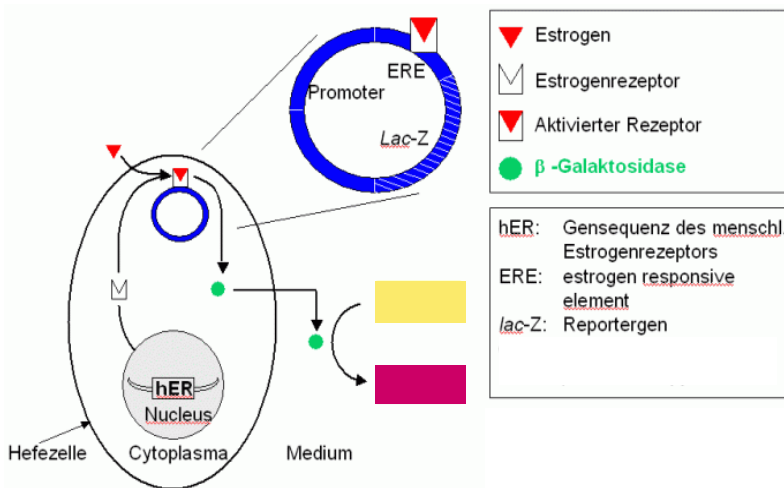 ERE
Promoter
Lac-Z
hER
Nucleus
Hefezelle
Cytoplasma
Medium
Estrogen
Estrogenrezeptor
Aktivierter Rezeptor
β -Galaktosidase
hER: Gensequenz des menschl.
Estrogenrezeptors
ERE: estrogen responsive
element
lac-Z: Reportergen